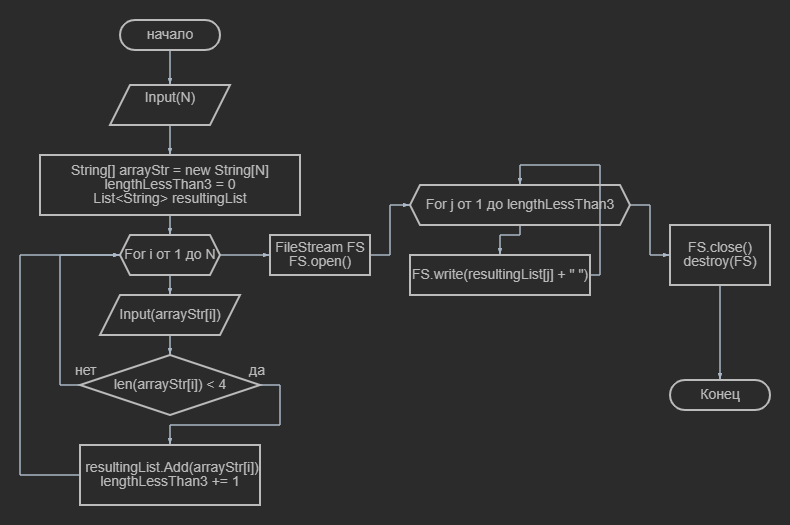 начало
Input(N)
String[] arrayStr = new String[N]
lengthLessThan3 = 0
List<String> resultingList
For i от 1 до N
Input(arrayStr[i])
нет
да
len(arrayStr[i]) < 4
resultingList.Add(arrayStr[i])
lengthLessThan3 += 1
FileStream FS
FS.open()
For j от 1 до lengthLessThan3
FS.write(resultingList[j] + " ")
FS.close()
destroy(FS)
Конец